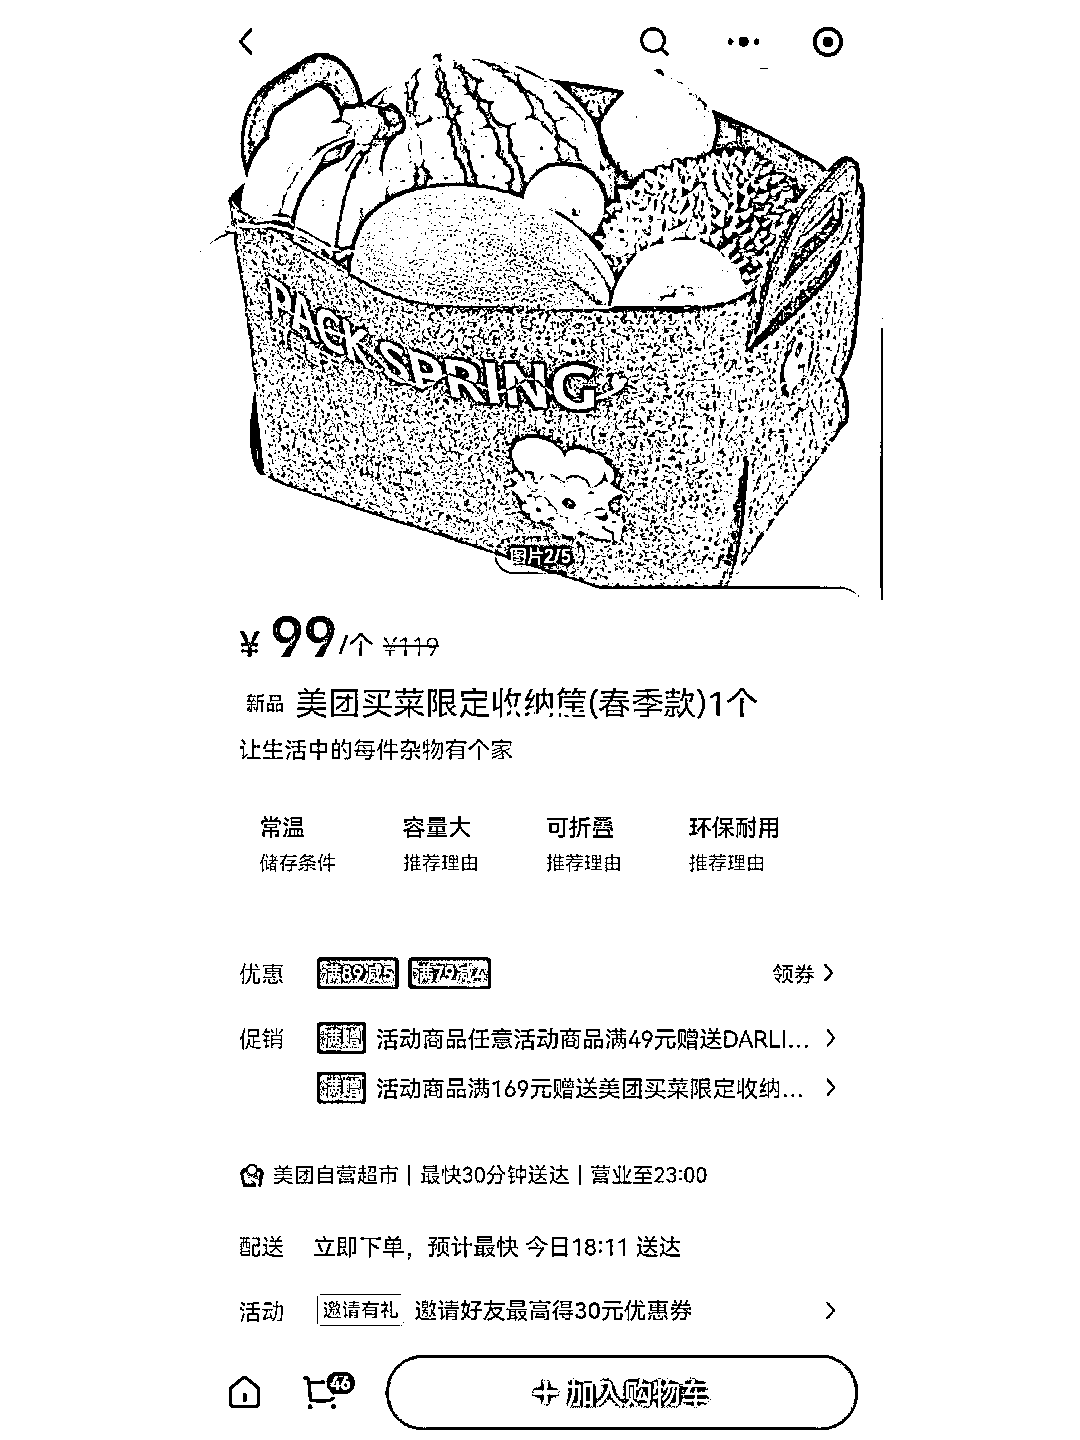 PACK SPRING
图片2/5
¥99/个 ¥119
新品 美团买菜限定收纳筐(春季款)1个
让生活中的每件杂物有个家
常温 容量大 可折叠 环保耐用
储存条件 推荐理由 推荐理由 推荐理由
优惠 满89减5 满79减4 领券
促销 满赠 活动商品任意活动商品满49元赠送DARLI...
满赠 活动商品满169元赠送美团买菜限定收纳...
美团自营超市 | 最快30分钟送达 | 营业至23:00
配送 立即下单，预计最快 今日18:11 送达
活动 邀请有礼 邀请好友最高得30元优惠券
46 加入购物车